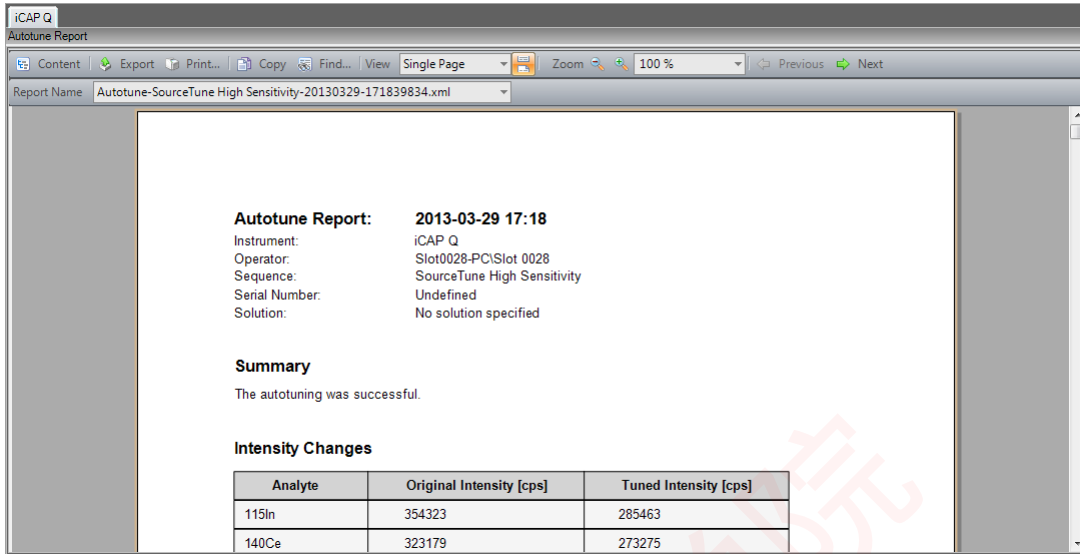 iCAP Q
Autotune Report
Content Export Print... Copy Find... View Single Page Zoom 100 % Previous Next
Report Name Autotune-SourceTune High Sensitivity-20130329-171839834.xml
Autotune Report: 2013-03-29 17:18
Instrument: iCAP Q
Operator: Slot0028-PC\Slot 0028
Sequence: SourceTune High Sensitivity
Serial Number: Undefined
Solution: No solution specified
Summary
The autotuning was successful.
Intensity Changes
Analyte Original Intensity [cps] Tuned Intensity [cps]
115In 354323 285463
140Ce 323179 273275
院